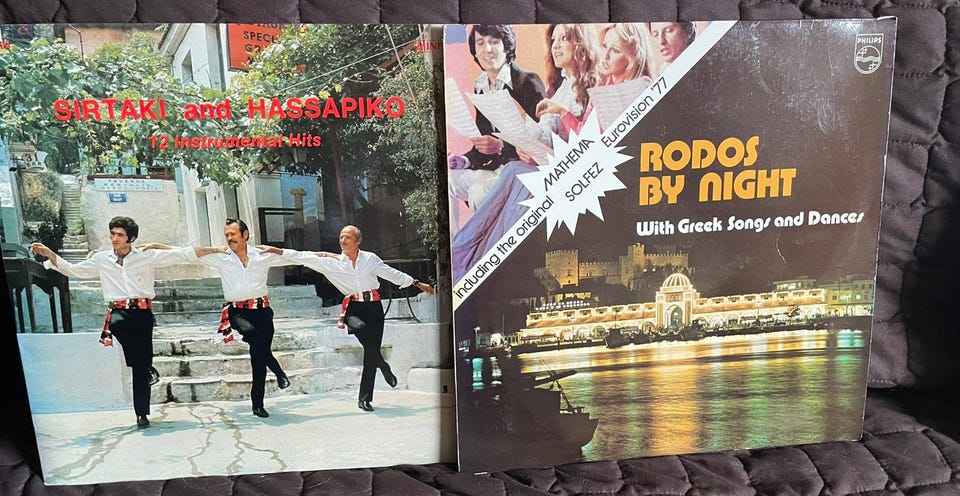 SIRTAKI and HASSAPIKO
12 Instrumental Hits
including the original
MATHEMA
SOLFEZ
Eurovision '77
PHILIPS
RODOS
BY NIGHT
With Greek Songs and Dances